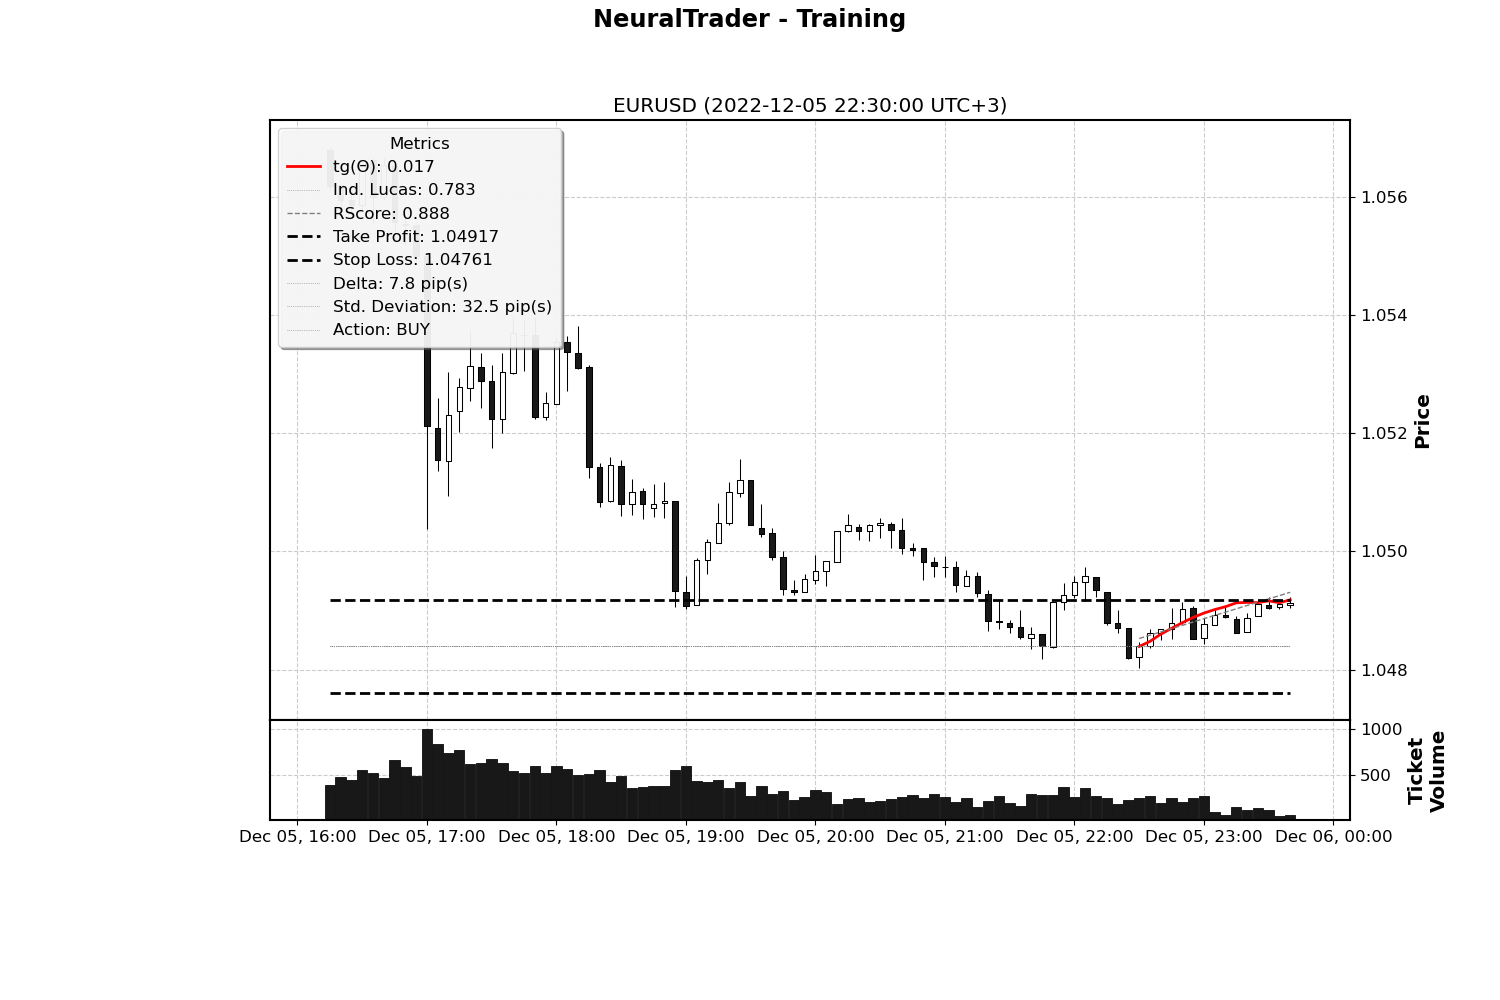 NeuralTrader - Training
EURUSD (2022-12-05 22:30:00 UTC+3)
Metrics
tg(Θ): 0.017
Ind. Lucas: 0.783
RScore: 0.888
Take Profit: 1.04917
Stop Loss: 1.04761
Delta: 7.8 pip(s)
Std. Deviation: 32.5 pip(s)
Action: BUY
1.056
1.054
1.052
1.050
1.048
Price
1000
500
Ticket
Volume
Dec 05, 16:00 Dec 05, 17:00 Dec 05, 18:00 Dec 05, 19:00 Dec 05, 20:00 Dec 05, 21:00 Dec 05, 22:00 Dec 05, 23:00 Dec 06, 00:00